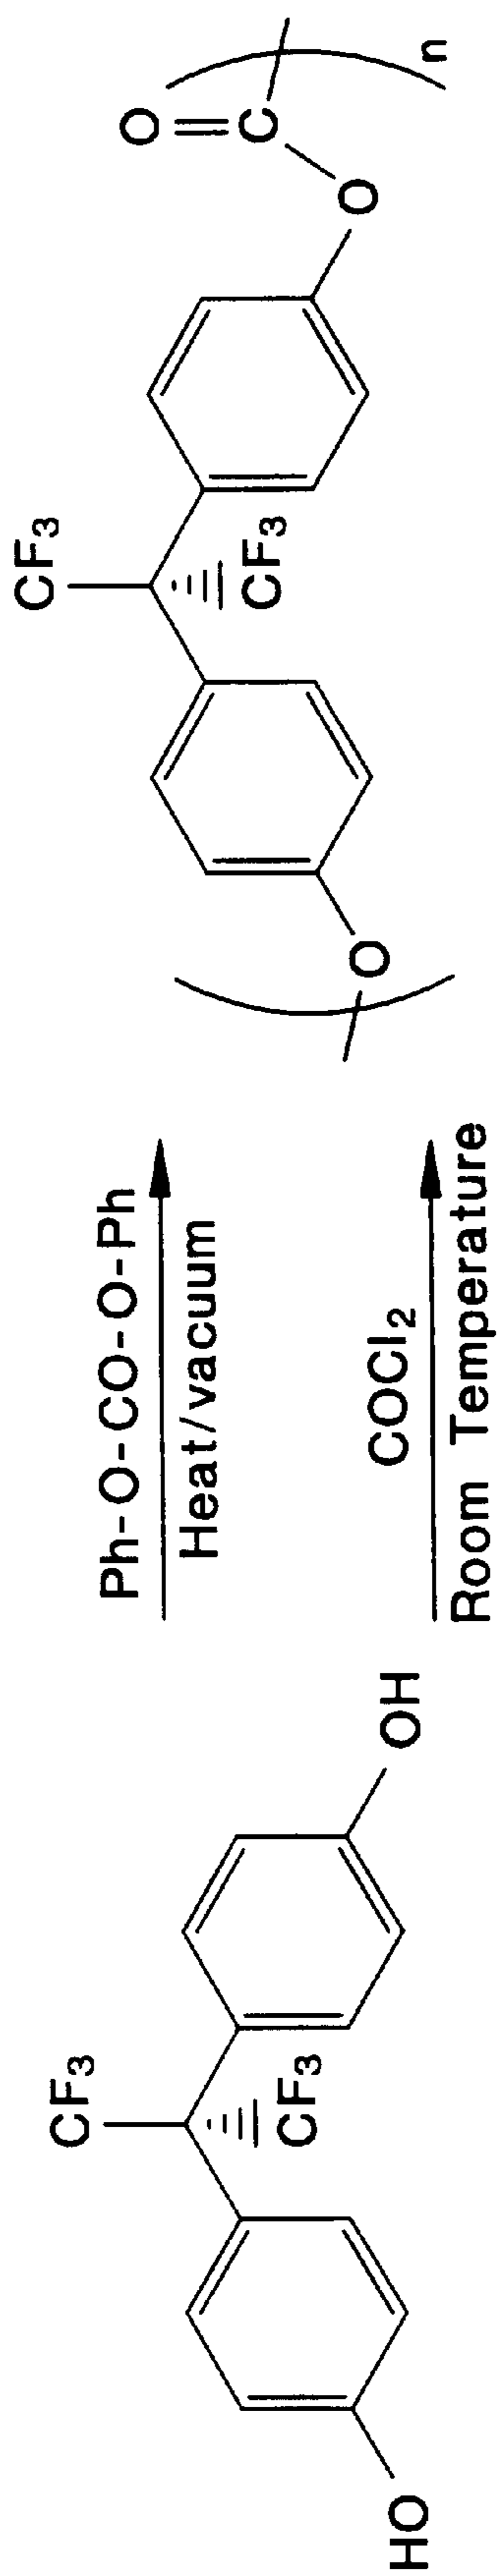 HO
CF3
CF3
OH
Ph-O-CO-O-Ph
Heat/vacuum
COCl2
Room Temperature
O
CF3
CF3
O
C
O
n